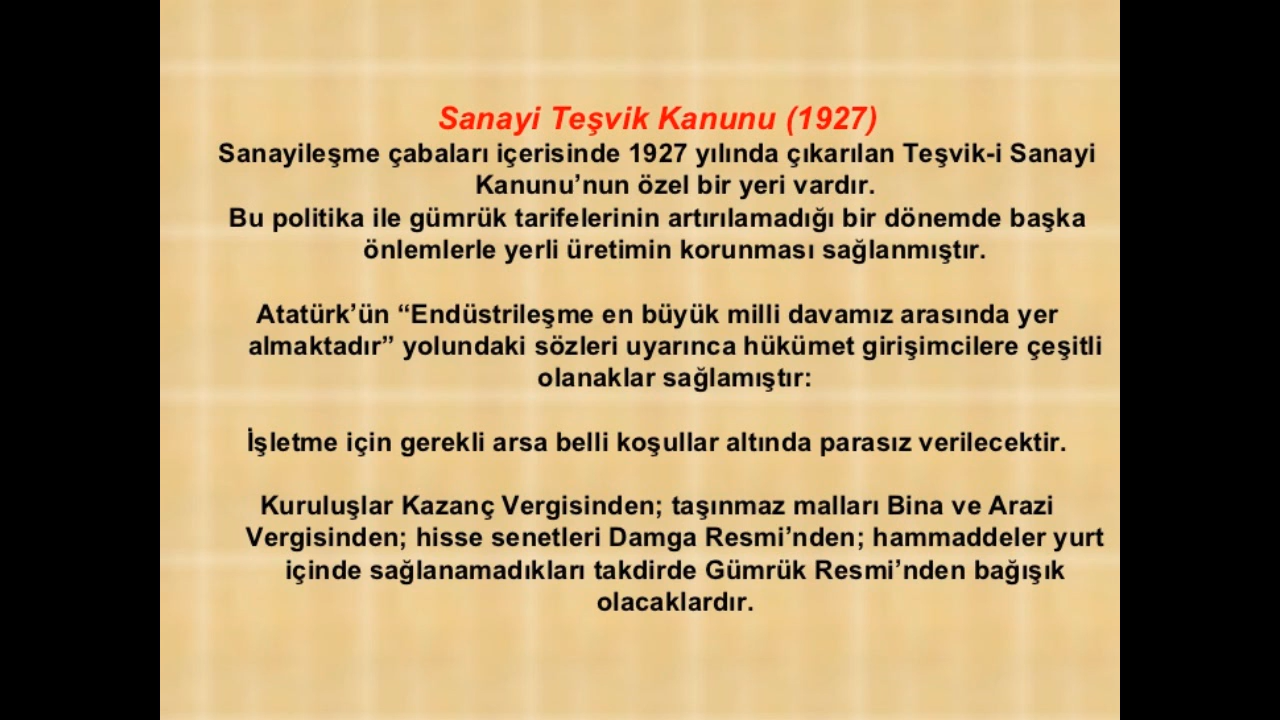 Sanayi Teşvik Kanunu (1927)
Sanayileşme çabaları içerisinde 1927 yılında çıkarılan Teşvik-i Sanayi
Kanunu’nun özel bir yeri vardır.
Bu politika ile gümrük tarifelerinin artırılamadığı bir dönemde başka
önlemlerle yerli üretimin korunması sağlanmıştır.
Atatürk’ün “Endüstrileşme en büyük milli davamız arasında yer
almaktadır” yolundaki sözleri uyarınca hükümet girişimcilere çeşitli
olanaklar sağlamıştır:
İşletme için gerekli arsa belli koşullar altında parasız verilecektir.
Kuruluşlar Kazanç Vergisinden; taşınmaz malları Bina ve Arazi
Vergisinden; hisse senetleri Damga Resmi’nden; hammaddeler yurt
içinde sağlanamadıkları takdirde Gümrük Resmi’nden bağışık
olacaklardır.